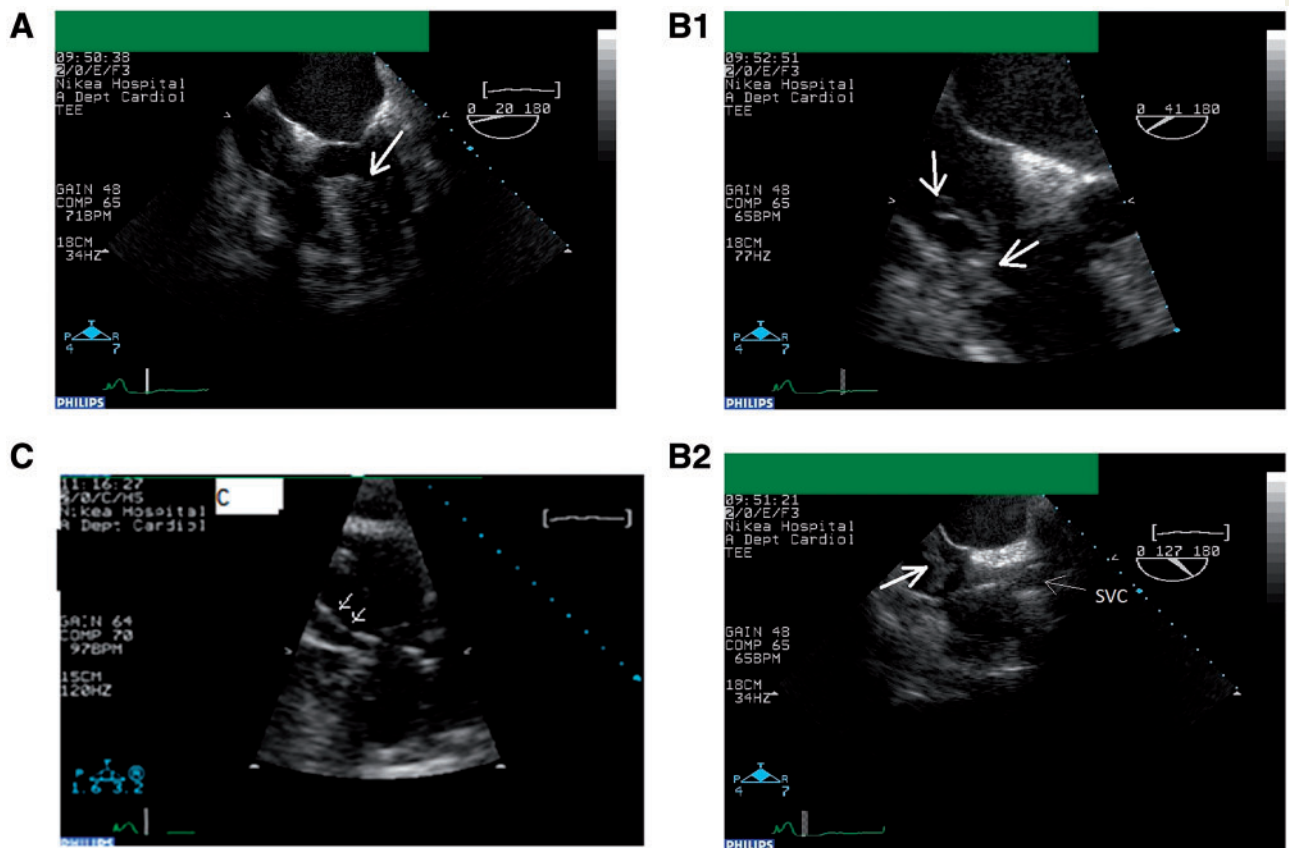 A
09:50:38
2/0/E/F3
Nikea Hospital
A Dept Cardiol
TEE
0 20 180
GAIN 48
COMP 65
71BPM
18CM
34HZ
T
P R
4 7
PHILIPS
B1
09:52:51
2/0/E/F3
Nikea Hospital
A Dept Cardiol
TEE
0 41 180
GAIN 48
COMP 65
65BPM
18CM
77HZ
T
P R
4 7
PHILIPS
C
11:16:27
C
Nikea Hospital
A Dept Cardiol
GAIN 64
COMP 70
97BPM
15CM
120HZ
P R
1.6 3.2
PHILIPS
B2
09:51:21
2/0/E/F3
Nikea Hospital
A Dept Cardiol
TEE
0 127 180
SVC
GAIN 48
COMP 65
65BPM
18CM
34HZ
T
P R
4 7
PHILIPS